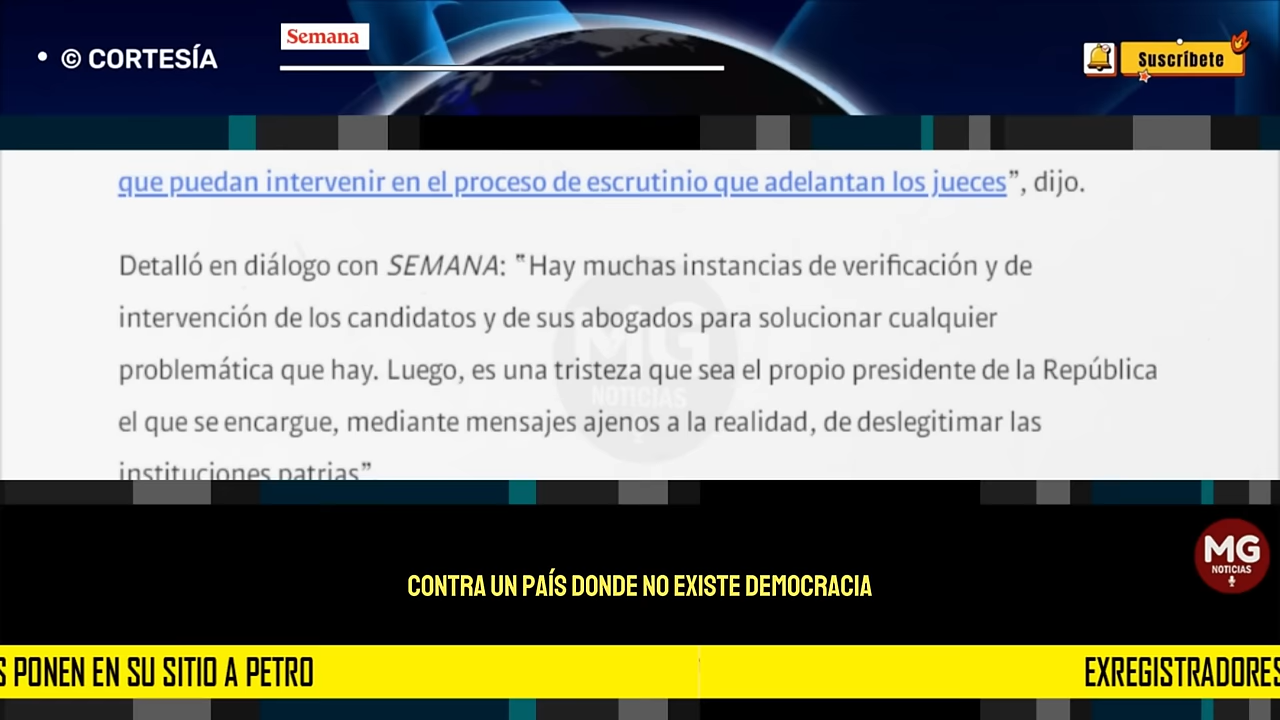 • © CORTESÍA
Semana
Suscríbete
que puedan intervenir en el proceso de escrutinio que adelantan los jueces”, dijo.
Detalló en diálogo con SEMANA: “Hay muchas instancias de verificación y de
intervención de los candidatos y de sus abogados para solucionar cualquier
problemática que hay. Luego, es una tristeza que sea el propio presidente de la República
el que se encargue, mediante mensajes ajenos a la realidad, de deslegitimar las
instituciones patrias”
MG
NOTICIAS
CONTRA UN PAÍS DONDE NO EXISTE DEMOCRACIA
MG
NOTICIAS
S PONEN EN SU SITIO A PETRO
EXREGISTRADORES